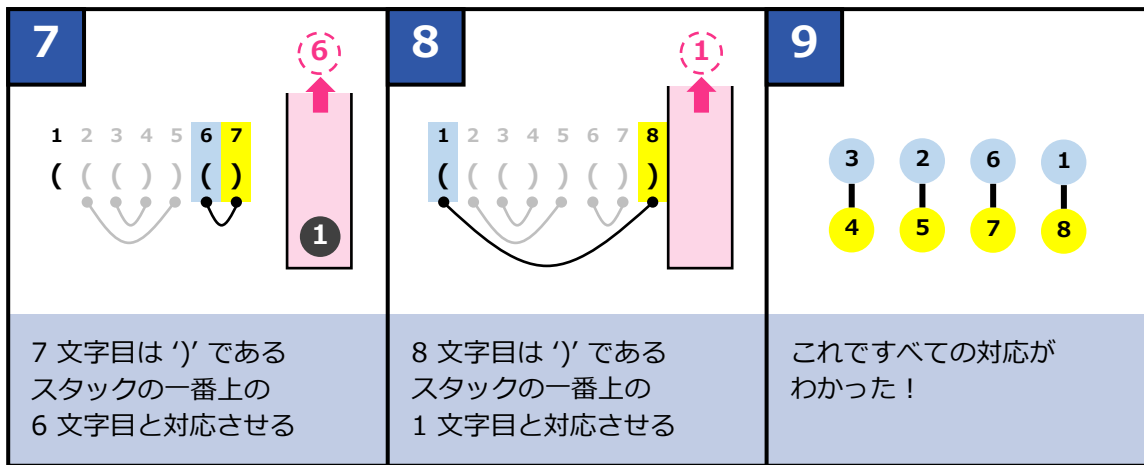 7
6
1 2 3 4 5 6 7
( ( ( ) ) ( )
1
7 文字目は ‘)’ である
スタックの一番上の
6 文字目と対応させる
8
1
1 2 3 4 5 6 7 8
( ( ( ) ) ( ) )
8 文字目は ‘)’ である
スタックの一番上の
1 文字目と対応させる
9
3 2 6 1
4 5 7 8
これですべての対応が
わかった！